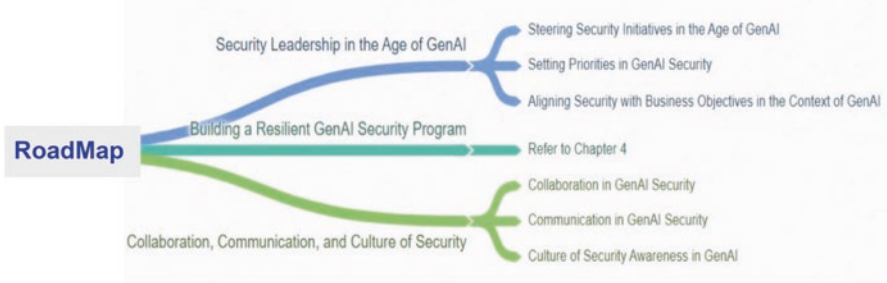 RoadMap
Security Leadership in the Age of GenAI
Steering Security Initiatives in the Age of GenAI
Setting Priorities in GenAI Security
Aligning Security with Business Objectives in the Context of GenAI
Building a Resilient GenAI Security Program
Refer to Chapter 4
Collaboration, Communication, and Culture of Security
Collaboration in GenAI Security
Communication in GenAI Security
Culture of Security Awareness in GenAI